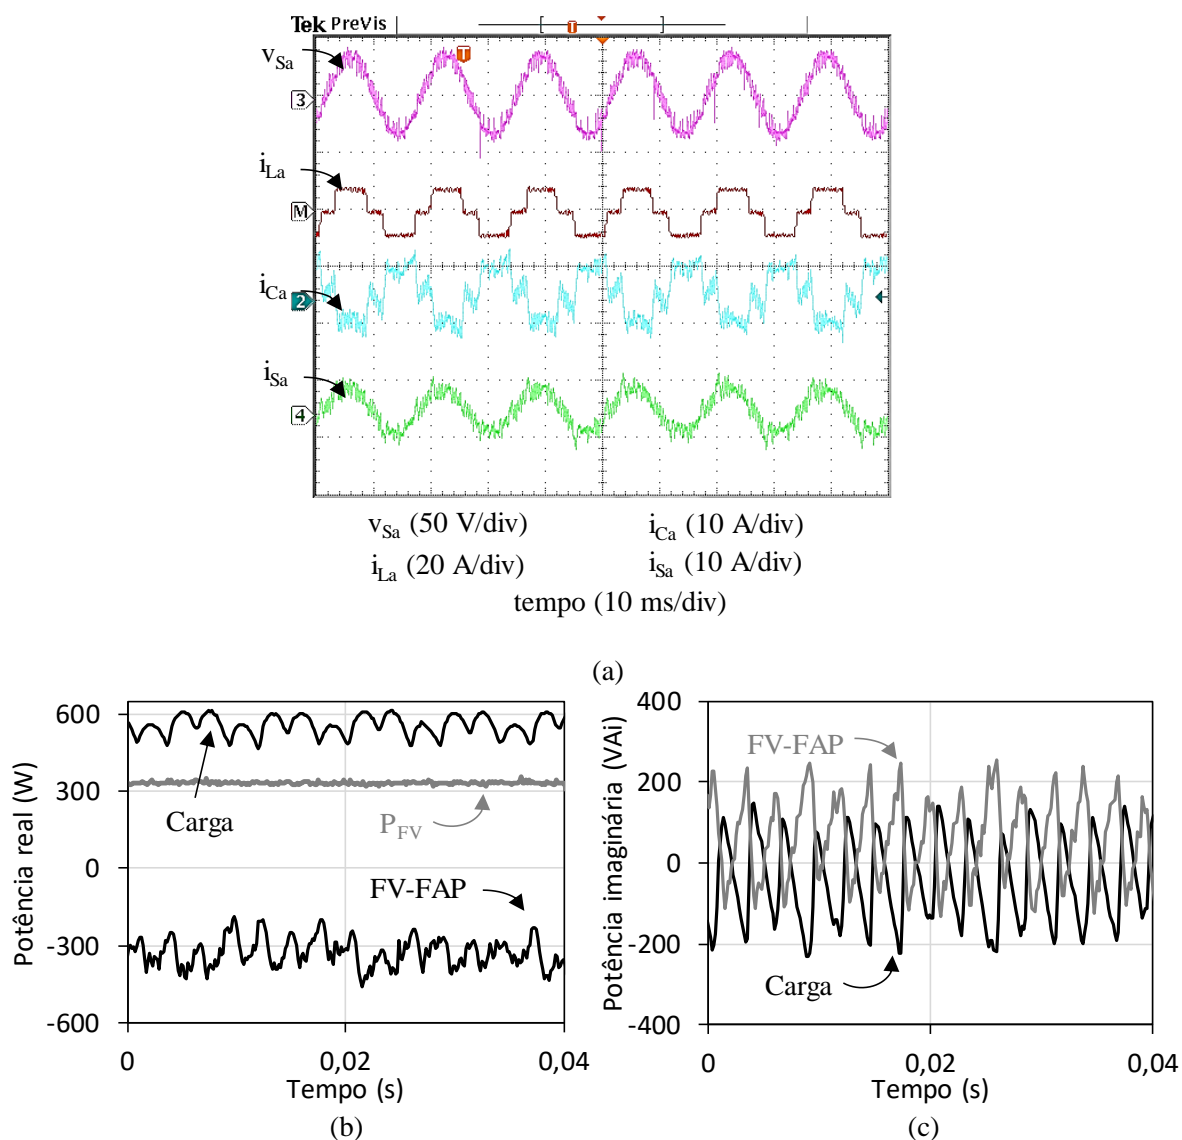 Tek PreVis
T
T
vSa
3
iLa
M
iCa
2
iSa
4
vSa (50 V/div) iCa (10 A/div)
iLa (20 A/div) iSa (10 A/div)
tempo (10 ms/div)
(a)
Potência real (W)
600
300
0
-300
-600
Carga
PFV
FV-FAP
0 0,02 0,04
Tempo (s)
(b)
Potência imaginária (VAi)
400
200
0
-200
-400
FV-FAP
Carga
0 0,02 0,04
Tempo (s)
(c)